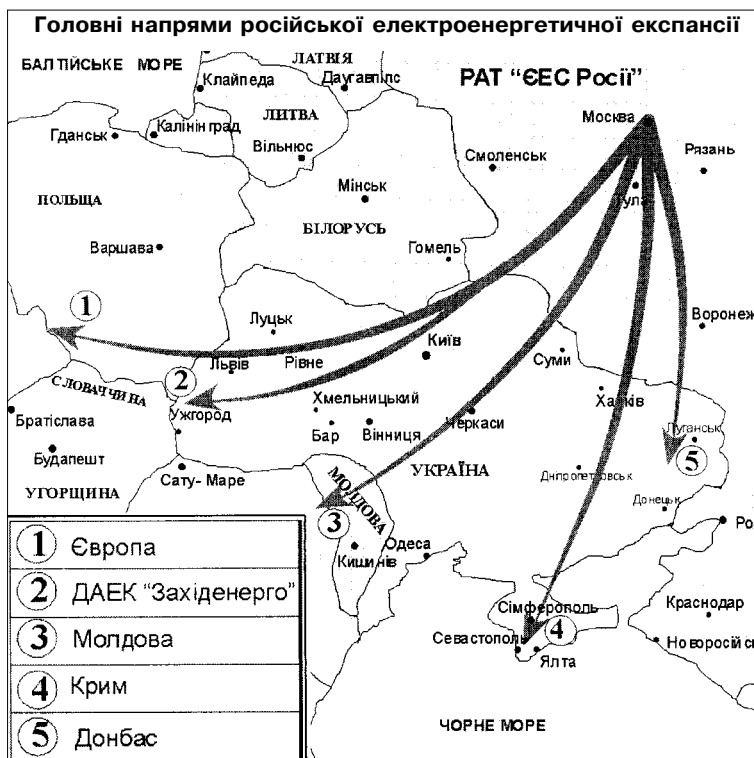 Головні напрями російської електроенергетичної експансії
БАЛТІЙСЬКЕ МОРЕ
ЛАТВІЯ
Клайпеда
Даугавпілс
РАТ “ЄЕС Росії”
Москва
ЛИТВА
Калінінград
Гданськ
Вільнюс
Смоленськ
Рязань
Мінськ
Тула
ПОЛЬЩА
БІЛОРУСЬ
Варшава
Гомель
1
Луцьк
Воронеж
Київ
Суми
Львів
Рівне
2
СЛОВАЧЧИНА
Ужгород
Хмельницький
Харків
Братіслава
Бар
Вінниця
Черкаси
Луганськ
5
Будапешт
Сату-Маре
УКРАЇНА
Дніпропетровськ
УГОРЩИНА
МОЛДОВА
Донецьк
3
Ро
Одеса
Кишинів
1 Європа
2 ДАЕК “Західенерго”
3 Молдова
4 Крим
5 Донбас
Сімферополь
4
Краснодар
Севастополь
Ялта
Новоросійс
ЧОРНЕ МОРЕ